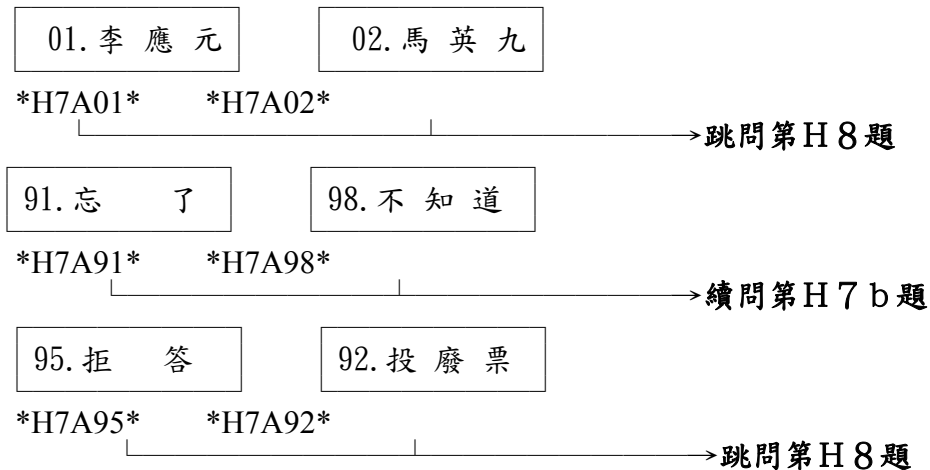 01.李應元 02.馬英九
*H7A01* *H7A02*
跳問第H8題
91.忘 了 98.不知道
*H7A91* *H7A98*
續問第H7b題
95.拒 答 92.投廢票
*H7A95* *H7A92*
跳問第H8題